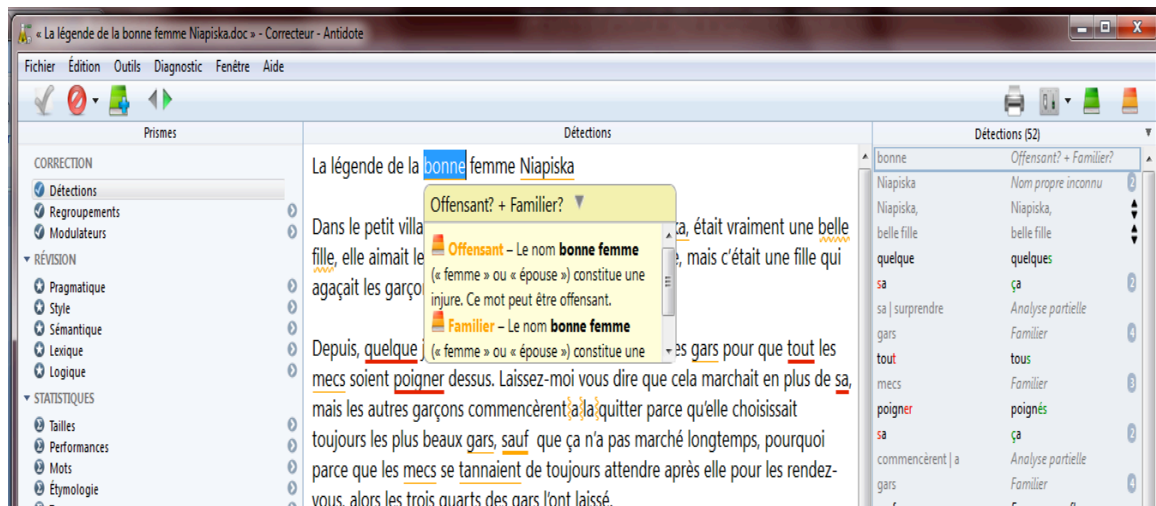 « La légende de la bonne femme Niapiska.doc » - Correcteur - Antidote
Fichier Édition Outils Diagnostic Fenêtre Aide
Prismes
CORRECTION
Détections
Regroupements
Modulateurs
RÉVISION
Pragmatique
Style
Sémantique
Lexique
Logique
STATISTIQUES
Tailles
Performances
Mots
Étymologie
Détections
La légende de la bonne femme Niapiska
Dans le petit villa ka, était vraiment une belle
fille, elle aimait le e, mais c'était une fille qui
agaçait les garço
Offensant? + Familier?
Offensant – Le nom bonne femme
(« femme » ou « épouse ») constitue une
injure. Ce mot peut être offensant.
Familier – Le nom bonne femme
(« femme » ou « épouse ») constitue une
Depuis, quelque j es gars pour que tout les
mecs soient poigner dessus. Laissez-moi vous dire que cela marchait en plus de sa,
mais les autres garçons commencèrent a la quitter parce qu'elle choisissait
toujours les plus beaux gars, sauf que ça n'a pas marché longtemps, pourquoi
parce que les mecs se tannaient de toujours attendre après elle pour les rendez-
vous, alors les trois quarts des gars l'ont laissé.
Détections (52)
bonne Offensant? + Familier?
Niapiska Nom propre inconnu 2
Niapiska, Niapiska,
belle fille belle fille
quelque quelques
sa ça 2
sa | surprendre Analyse partielle
gars Familier 4
tout tous
mecs Familier 3
poigner poignés
sa ça 2
commencèrent | a Analyse partielle
gars Familier 4